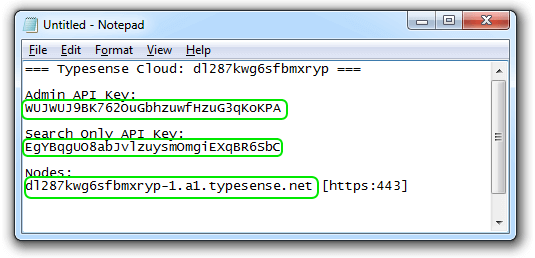 Untitled - Notepad
File Edit Format View Help
=== Typesense Cloud: dl287kwg6sfbmxryp ===
Admin API Key:
WUJWUJ9BK762OuGbhzuwfHzuG3qKoKPA
Search Only API Key:
EgYBqgUO8abJvlzuysmOmgiEXqBR6SbC
Nodes:
dl287kwg6sfbmxryp-1.a1.typesense.net [https:443]